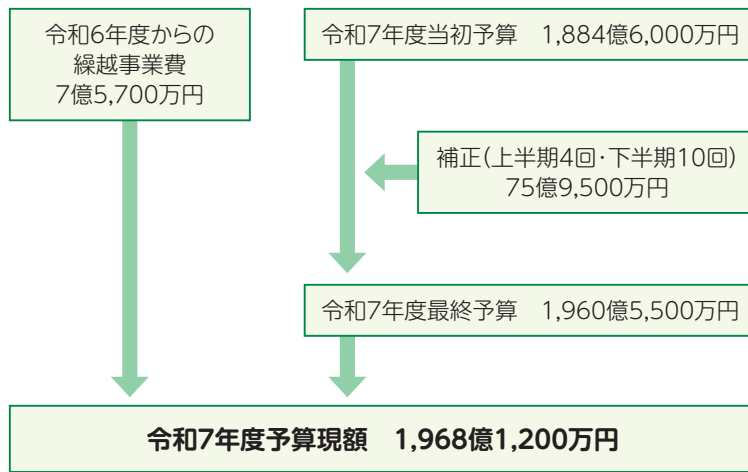 令和6年度からの
繰越事業費
7億5,700万円
令和7年度当初予算　1,884億6,000万円
補正(上半期4回·下半期10回)
75億9,500万円
令和7年度最終予算　1,960億5,500万円
令和7年度予算現額　1,968億1,200万円